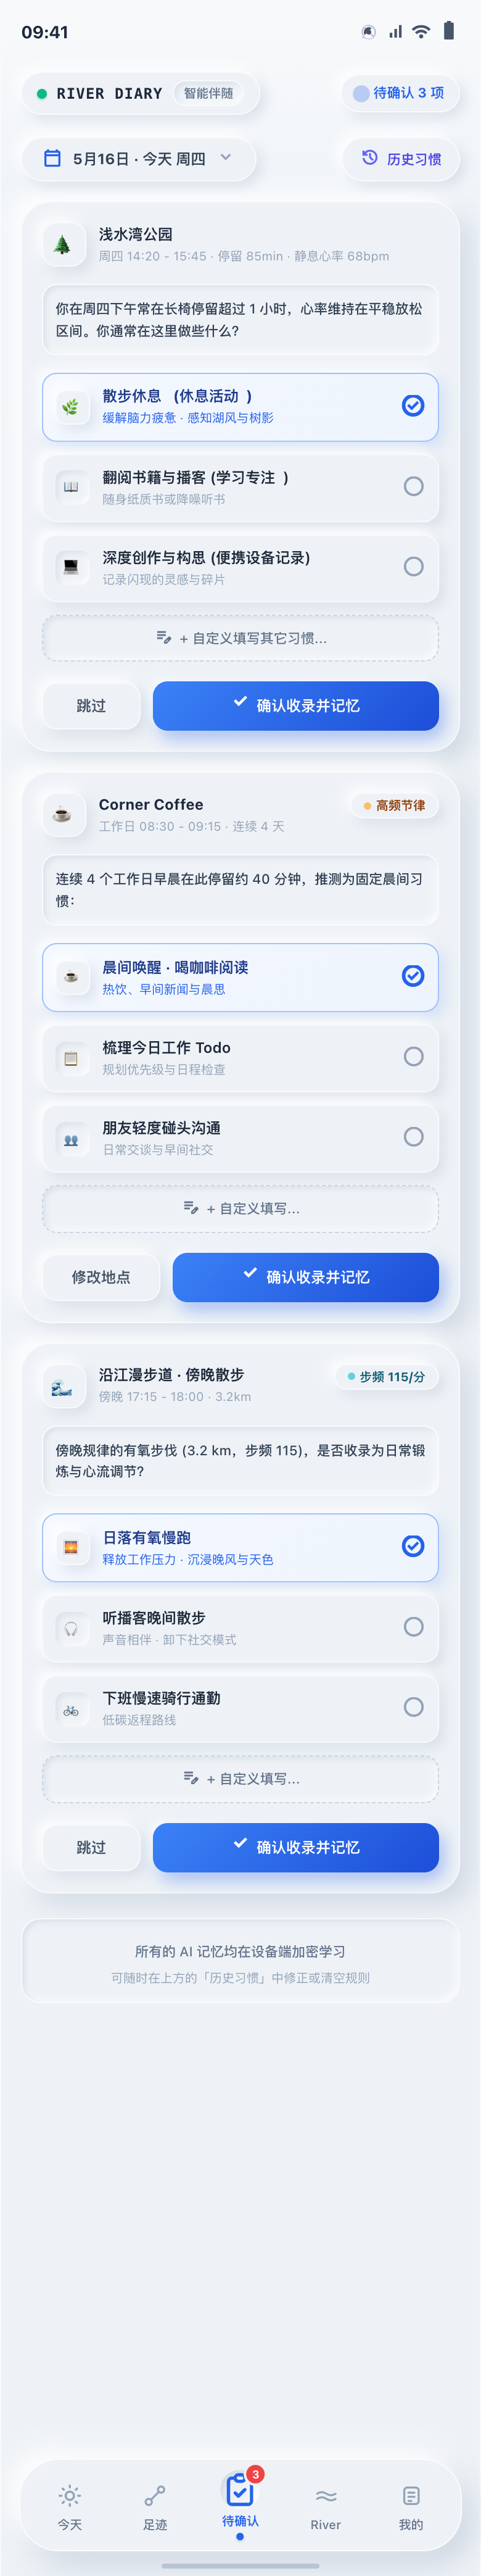 09:41
RIVER DIARY 智能伴随
待确认 3 项
5月16日 · 今天 周四
历史习惯
浅水湾公园
周四 14:20 - 15:45 · 停留 85min · 静息心率 68bpm
你在周四下午常在长椅停留超过 1 小时，心率维持在平稳放松
区间。你通常在这里做些什么？
散步休息 (休息活动 )
缓解脑力疲惫 · 感知湖风与树影
翻阅书籍与播客 (学习专注 )
随身纸质书或降噪听书
深度创作与构思 (便携设备记录)
记录闪现的灵感与碎片
+ 自定义填写其它习惯...
跳过
确认收录并记忆
Corner Coffee
高频节律
工作日 08:30 - 09:15 · 连续 4 天
连续 4 个工作日早晨在此停留约 40 分钟，推测为固定晨间习
惯：
晨间唤醒 · 喝咖啡阅读
热饮、早间新闻与晨思
梳理今日工作 Todo
规划优先级与日程检查
朋友轻度碰头沟通
日常交谈与早间社交
+ 自定义填写...
修改地点
确认收录并记忆
沿江漫步道 · 傍晚散步
步频 115/分
傍晚 17:15 - 18:00 · 3.2km
傍晚规律的有氧步伐 (3.2 km，步频 115)，是否收录为日常锻
炼与心流调节？
日落有氧慢跑
释放工作压力 · 沉浸晚风与天色
听播客晚间散步
声音相伴 · 卸下社交模式
下班慢速骑行通勤
低碳返程路线
+ 自定义填写...
跳过
确认收录并记忆
所有的 AI 记忆均在设备端加密学习
可随时在上方的「历史习惯」中修正或清空规则
3
今天
足迹
待确认
River
我的